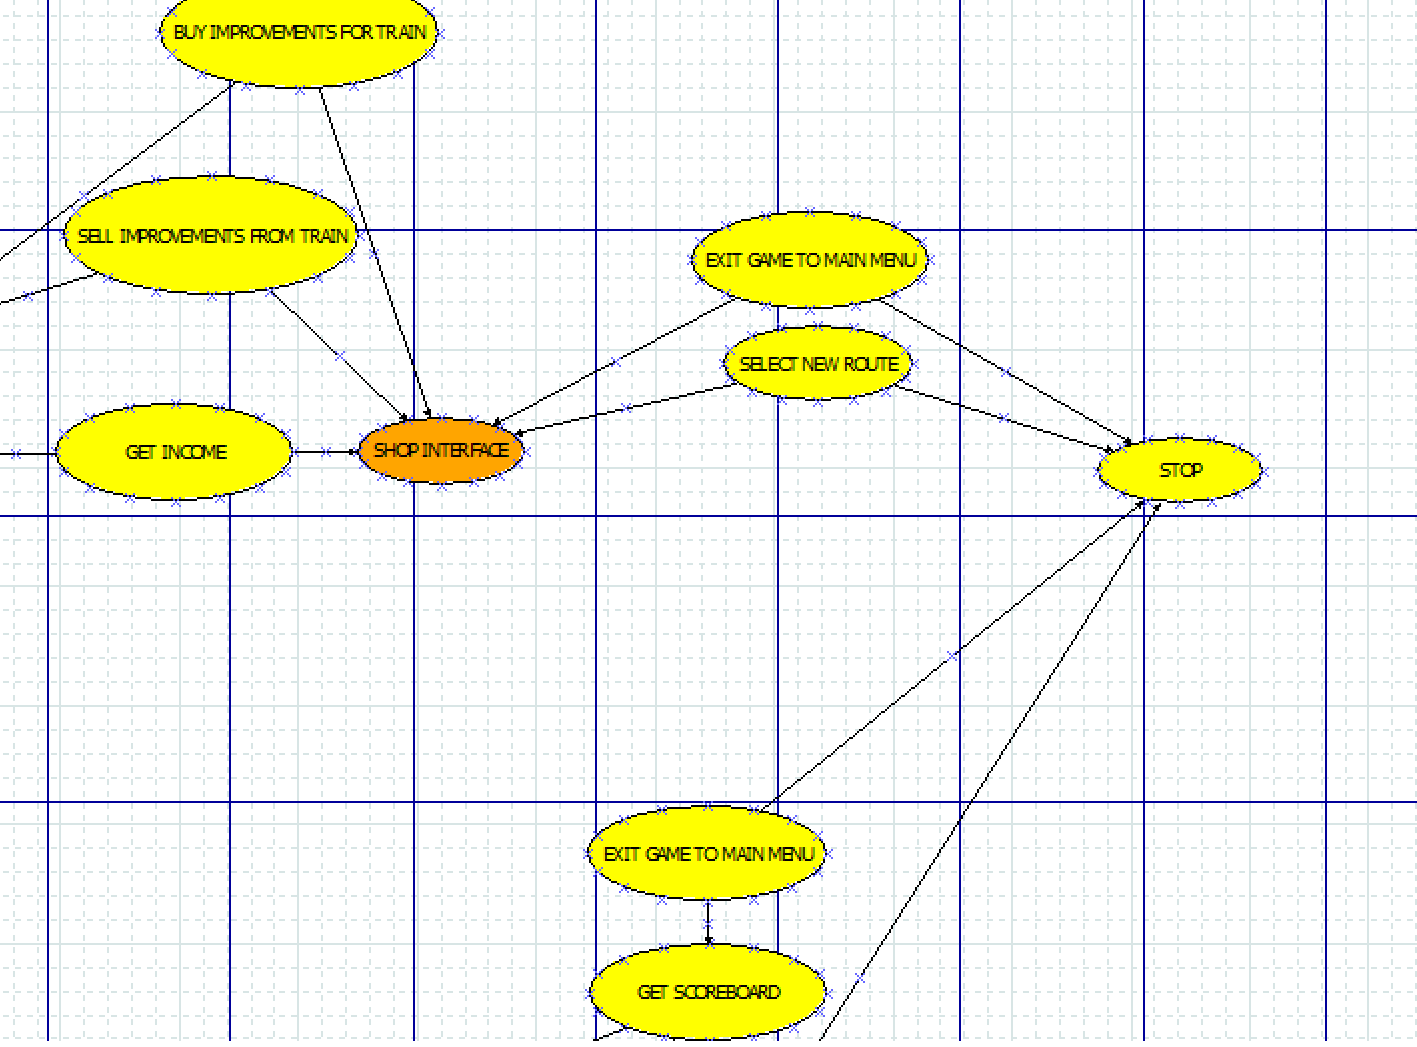 BUY IMPROVEMENTS FOR TRAIN
SELL IMPROVEMENTS FROM TRAIN
EXIT GAME TO MAIN MENU
SELECT NEW ROUTE
GET INCOME
SHOP INTERFACE
STOP
EXIT GAME TO MAIN MENU
GET SCOREBOARD